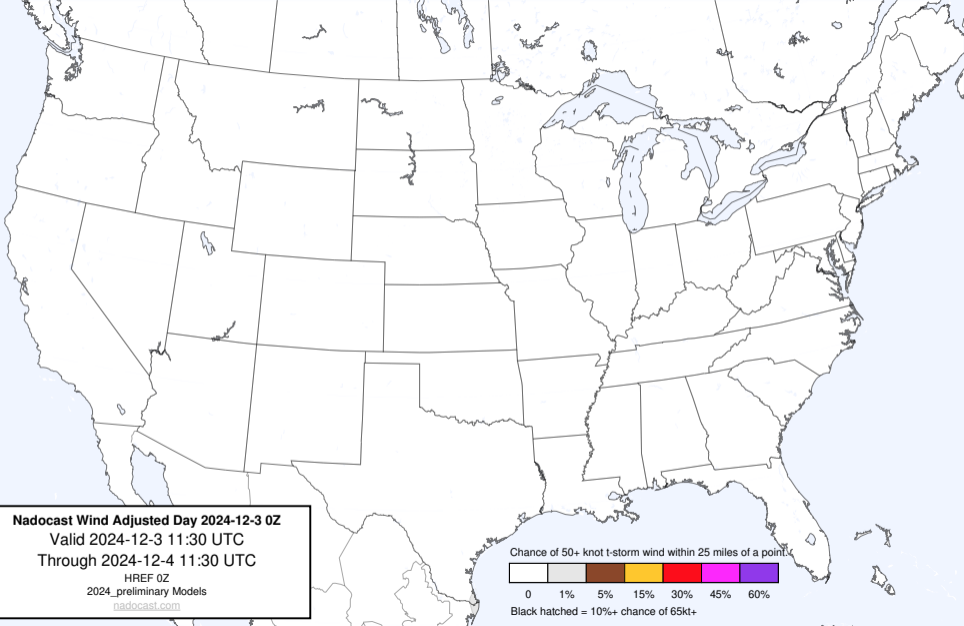 Nadocast Wind Adjusted Day 2024-12-3 0Z
Valid 2024-12-3 11:30 UTC
Through 2024-12-4 11:30 UTC
HREF 0Z
2024_preliminary Models
nadocast.com
Chance of 50+ knot t-storm wind within 25 miles of a point.
0 1% 5% 15% 30% 45% 60%
Black hatched = 10%+ chance of 65kt+